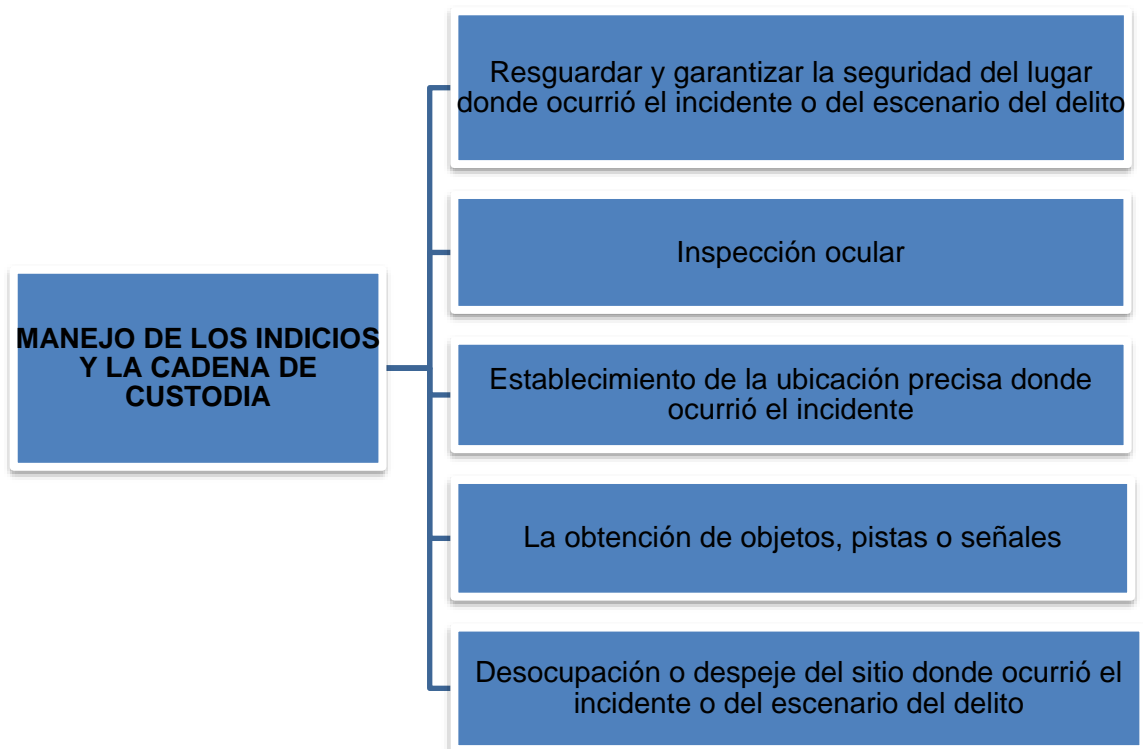 MANEJO DE LOS INDICIOS
Y LA CADENA DE
CUSTODIA
Resguardar y garantizar la seguridad del lugar
donde ocurrió el incidente o del escenario del delito
Inspección ocular
Establecimiento de la ubicación precisa donde
ocurrió el incidente
La obtención de objetos, pistas o señales
Desocupación o despeje del sitio donde ocurrió el
incidente o del escenario del delito